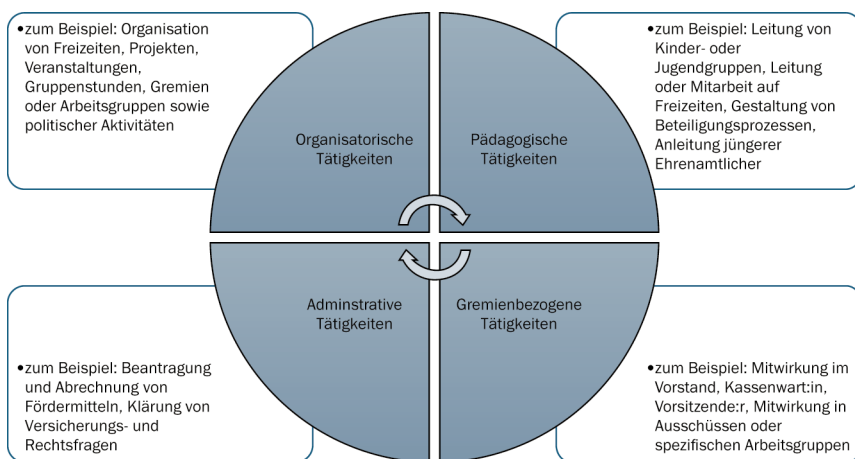 •zum Beispiel: Organisation
von Freizeiten, Projekten,
Veranstaltungen,
Gruppenstunden, Gremien
oder Arbeitsgruppen sowie
politischer Aktivitäten
•zum Beispiel: Leitung von
Kinder- oder
Jugendgruppen, Leitung
oder Mitarbeit auf
Freizeiten, Gestaltung von
Beteiligungsprozessen,
Anleitung jüngerer
Ehrenamtlicher
Organisatorische
Tätigkeiten
Pädagogische
Tätigkeiten
Adminstrative
Tätigkeiten
Gremienbezogene
Tätigkeiten
•zum Beispiel: Beantragung
und Abrechnung von
Fördermitteln, Klärung von
Versicherungs- und
Rechtsfragen
•zum Beispiel: Mitwirkung im
Vorstand, Kassenwart:in,
Vorsitzende:r, Mitwirkung in
Ausschüssen oder
spezifischen Arbeitsgruppen